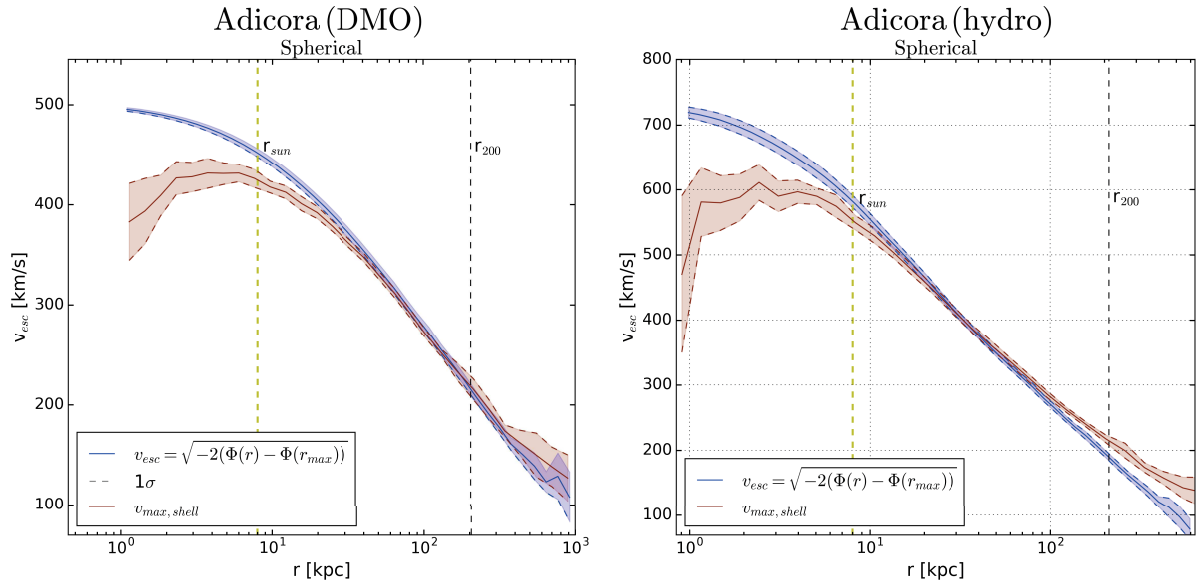 Adicora (DMO)
Spherical
500
400
300
200
100
ν_esc [km/s]
r_sun
r_200
v_esc = √−2(Φ(r) − Φ(r_max))
1σ
v_max,shell
10^0
10^1
10^2
10^3
r [kpc]
Adicora (hydro)
Spherical
800
700
600
500
400
300
200
100
ν_esc [km/s]
r_sun
r_200
v_esc = √−2(Φ(r) − Φ(r_max))
v_max,shell
10^0
10^1
10^2
r [kpc]